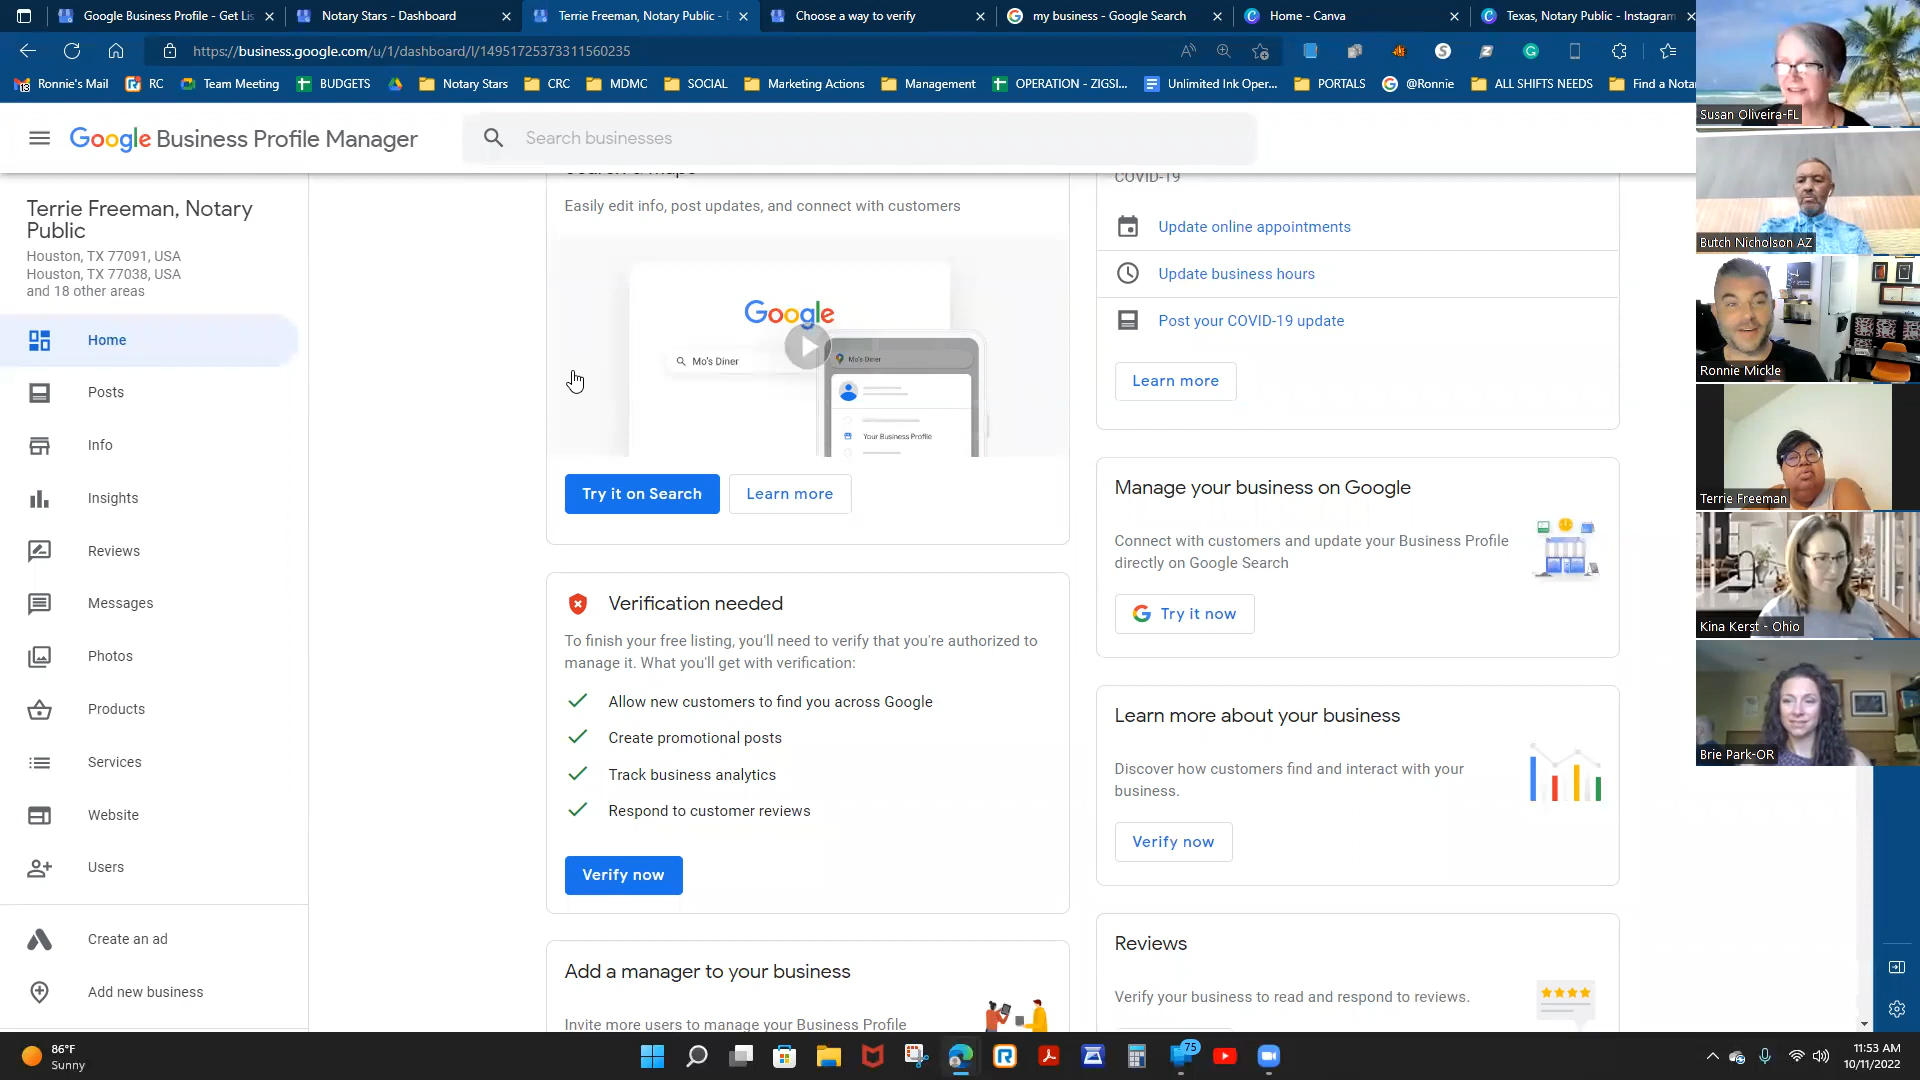 Google Business Profile - Get Lis
Notary Stars - Dashboard
Terrie Freeman, Notary Public -
Choose a way to verify
my business - Google Search
Home - Canva
Texas, Notary Public - Instagram
https://business.google.com/u/1/dashboard/l/14951725373311560235
Ronnie's Mail
RC
Team Meeting
BUDGETS
Notary Stars
CRC
MDMC
SOCIAL
Marketing Actions
Management
OPERATION - ZIGSI...
Unlimited Ink Oper...
PORTALS
@Ronnie
ALL SHIFTS NEEDS
Find a Nota
Google Business Profile Manager
Search businesses
Terrie Freeman, Notary
Public
Houston, TX 77091, USA
Houston, TX 77038, USA
and 18 other areas
Home
Posts
Info
Insights
Reviews
Messages
Photos
Products
Services
Website
Users
Create an ad
Add new business
Search & Maps
Easily edit info, post updates, and connect with customers
Google
Mo's Diner
Mo's Diner
Your Business Profile
Try it on Search
Learn more
Verification needed
To finish your free listing, you'll need to verify that you're authorized to
manage it. What you'll get with verification:
Allow new customers to find you across Google
Create promotional posts
Track business analytics
Respond to customer reviews
Verify now
Add a manager to your business
Invite more users to manage your Business Profile
COVID-19
Update online appointments
Update business hours
Post your COVID-19 update
Learn more
Manage your business on Google
Connect with customers and update your Business Profile
directly on Google Search
Try it now
Learn more about your business
Discover how customers find and interact with your
business.
Verify now
Reviews
Verify your business to read and respond to reviews.
Susan Oliveira-FL
Butch Nicholson AZ
Ronnie Mickle
Terrie Freeman
Kina Kerst - Ohio
Brie Park-OR
86°F
Sunny
75
11:53 AM
10/11/2022